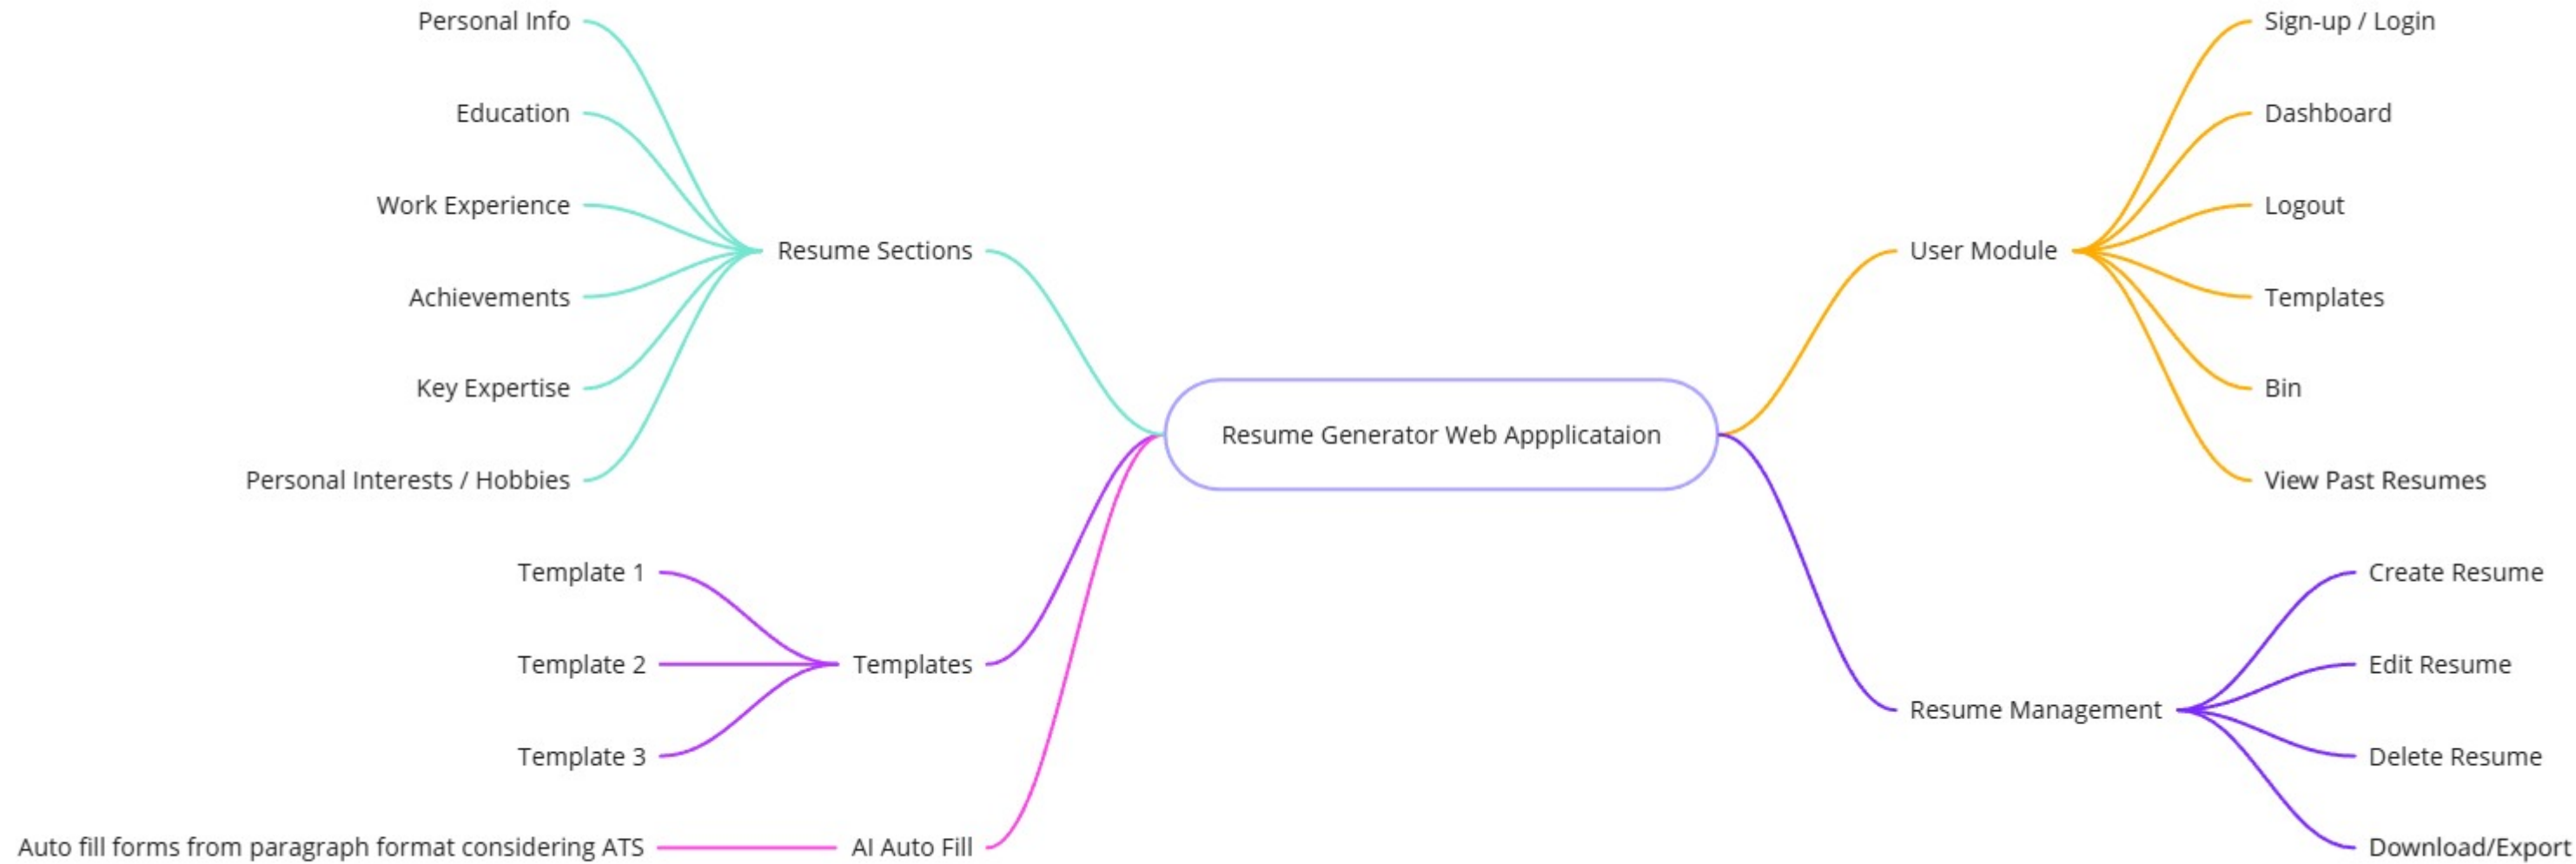 Personal Info
Education
Work Experience
Achievements
Key Expertise
Personal Interests / Hobbies
Resume Sections
Template 1
Template 2
Template 3
Templates
Auto fill forms from paragraph format considering ATS
AI Auto Fill
Resume Generator Web Appplicataion
User Module
Sign-up / Login
Dashboard
Logout
Templates
Bin
View Past Resumes
Resume Management
Create Resume
Edit Resume
Delete Resume
Download/Export